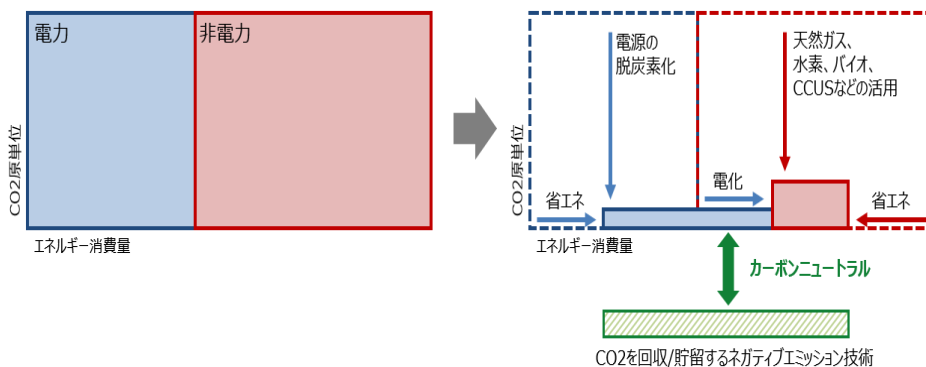 電力
非電力
CO2原単位
エネルギー消費量
電源の
脱炭素化
天然ガス、
水素、バイオ、
CCUSなどの活用
CO2原単位
省エネ
電化
省エネ
エネルギー消費量
カーボンニュートラル
CO2を回収/貯留するネガティブエミッション技術